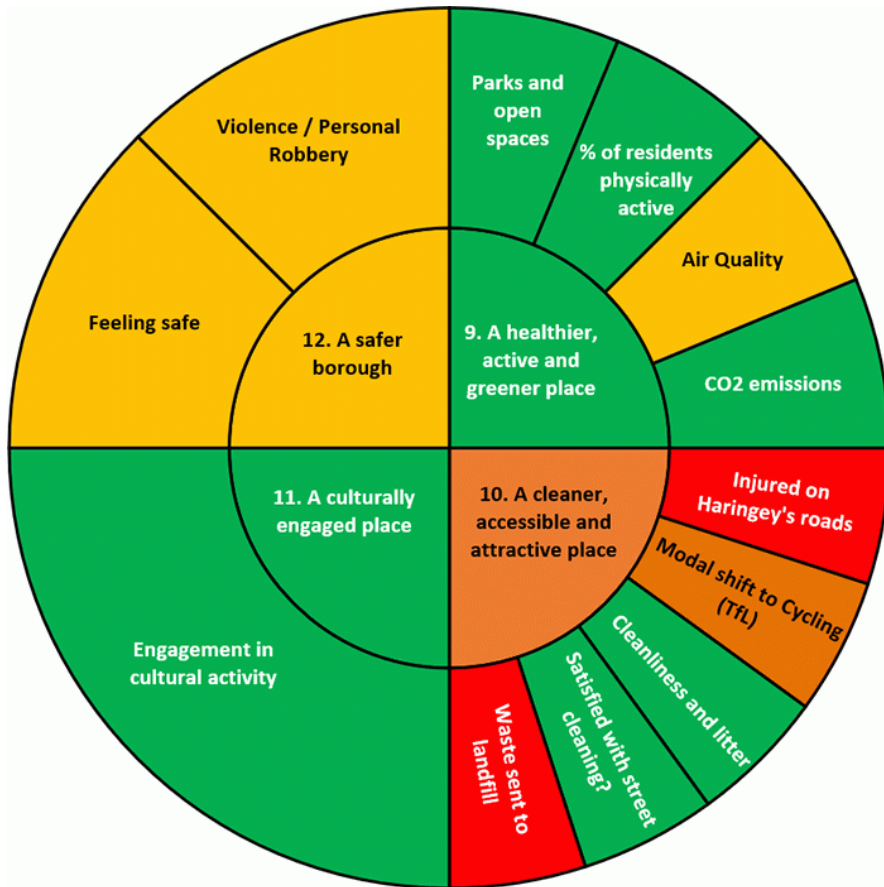 Violence / Personal
Robbery
Parks and
open
spaces
% of residents
physically
active
Air Quality
Feeling safe
12. A safer
borough
9. A healthier,
active and
greener place
CO2 emissions
11. A culturally
engaged place
10. A cleaner,
accessible and
attractive place
Injured on
Haringey's roads
Modal shift to Cycling
(TfL)
Cleanliness and litter
Satisfied with street
cleaning?
Waste sent to
landfill
Engagement in
cultural activity